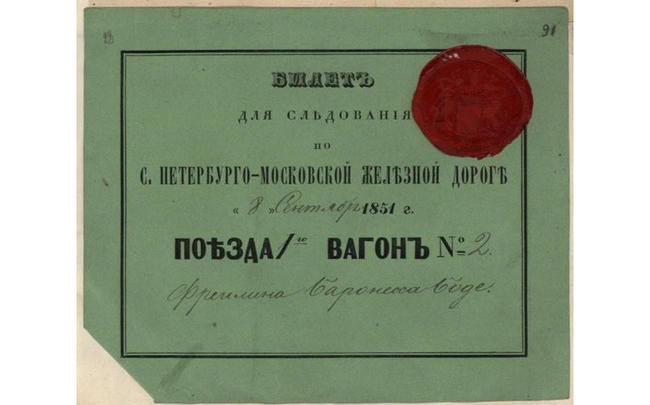 91
БИЛЕТЪ
ДЛЯ СЛѢДОВАНІЯ
ПО
С. ПЕТЕРБУРГО-МОСКОВСКОЙ ЖЕЛѢЗНОЙ ДОРОГѢ
« 8 » Сентября 1851 г.
ПОѢЗДА 1го ВАГОНЪ № 2.
Фрейлина Баронесса Боде.